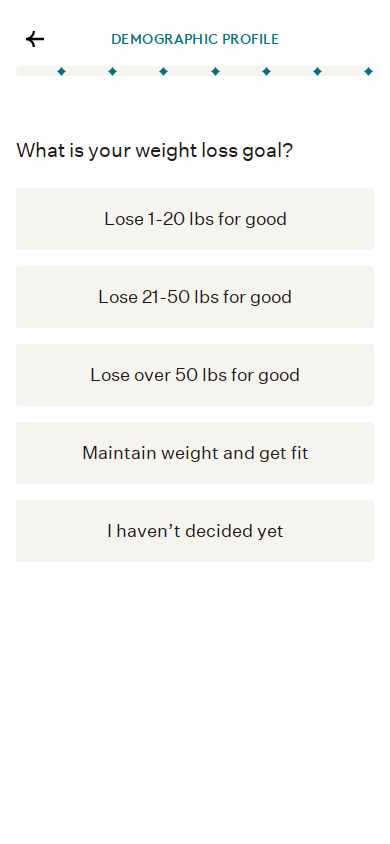 DEMOGRAPHIC PROFILE
What is your weight loss goal?
Lose 1-20 lbs for good
Lose 21-50 lbs for good
Lose over 50 lbs for good
Maintain weight and get fit
I haven’t decided yet